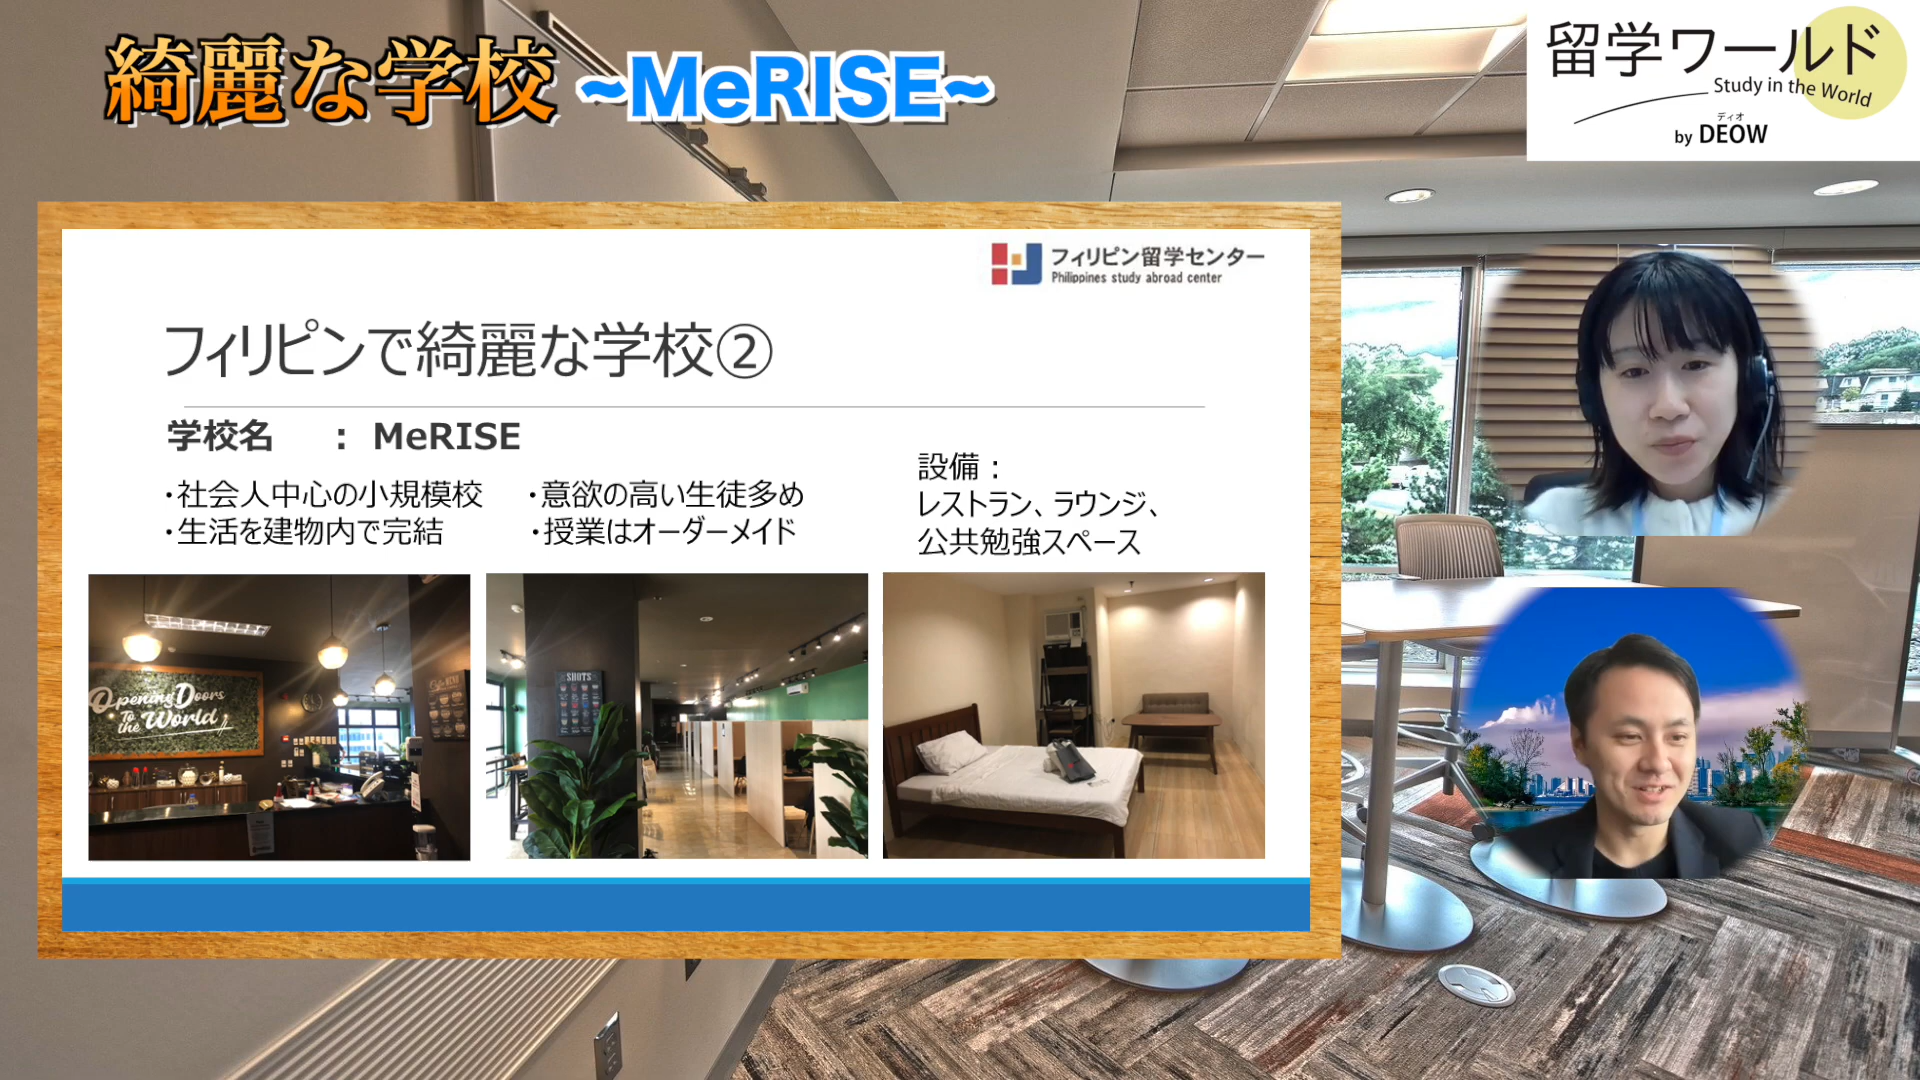 綺麗な学校 ~MeRISE~
留学ワールド
Study in the World
ディオ
by DEOW
フィリピン留学センター
Philippines study abroad center
フィリピンで綺麗な学校②
学校名 : MeRISE
・社会人中心の小規模校 ・意欲の高い生徒多め
・生活を建物内で完結 ・授業はオーダーメイド
設備：
レストラン、ラウンジ、
公共勉強スペース
Opening Doors
To
the World
SHOTS